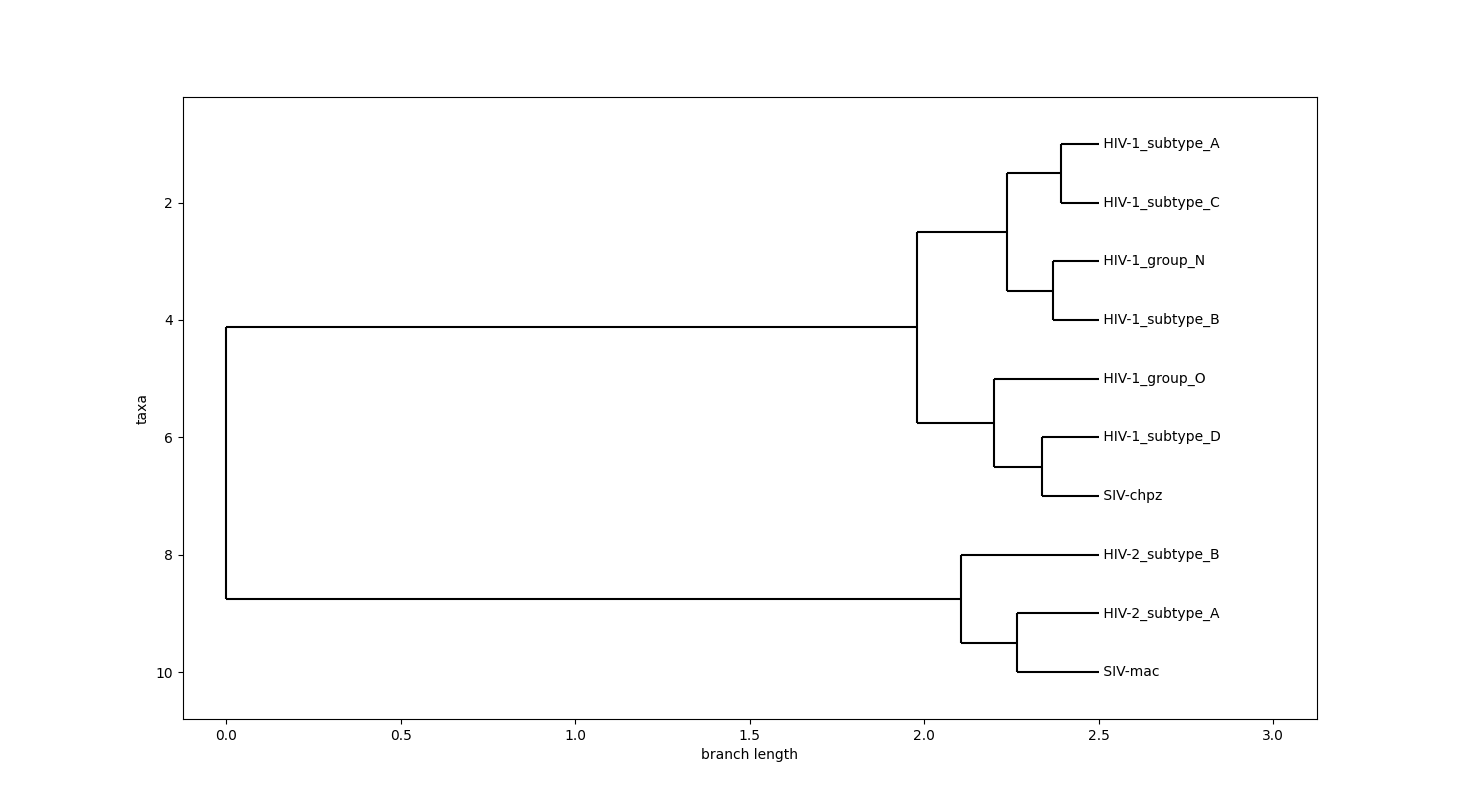 HIV-1_subtype_A
HIV-1_subtype_C
2
HIV-1_group_N
HIV-1_subtype_B
4
HIV-1_group_O
taxa
HIV-1_subtype_D
6
SIV-chpz
HIV-2_subtype_B
8
HIV-2_subtype_A
SIV-mac
10
0.0 0.5 1.0 1.5 2.0 2.5 3.0
branch length